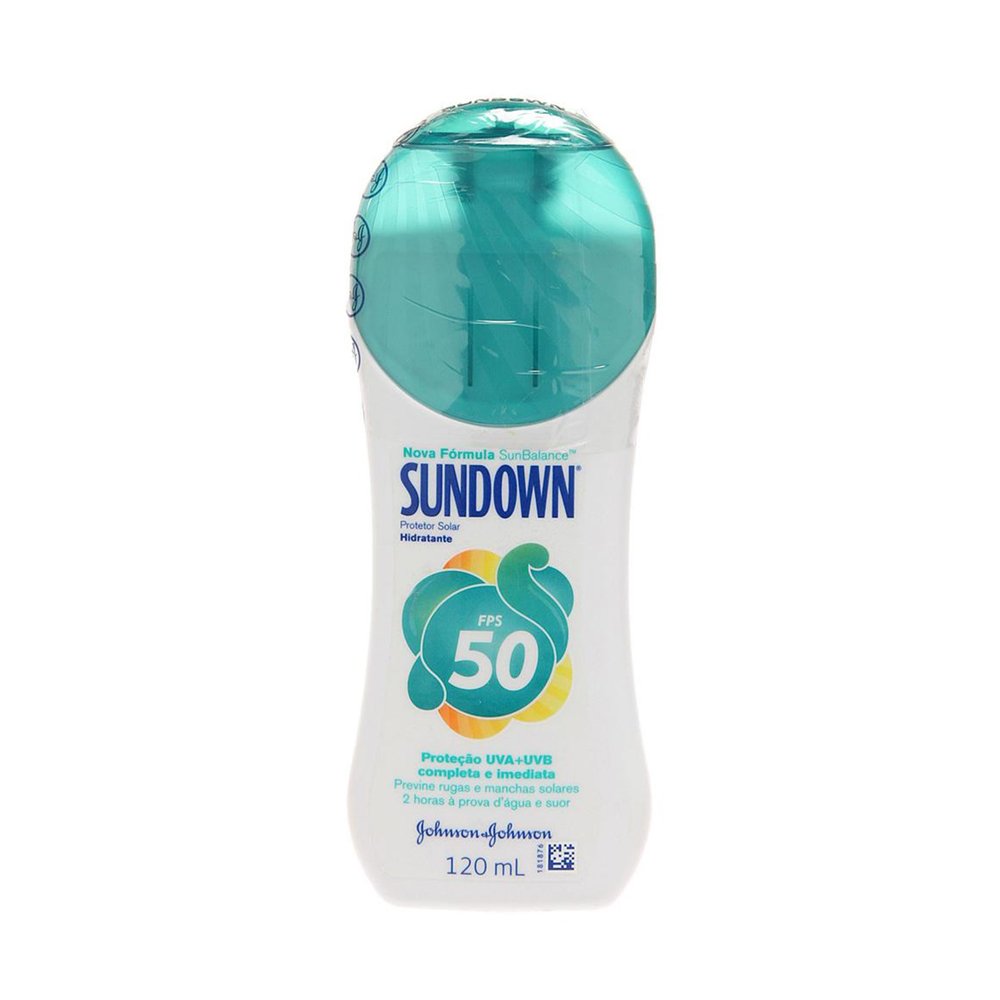 SUNDOWN
Nova Fórmula SunBalance™
SUNDOWN®
Protetor Solar
Hidratante
FPS
50
Proteção UVA+UVB
completa e imediata
Previne rugas e manchas solares
2 horas à prova d'água e suor
Johnson & Johnson
120 mL
181876